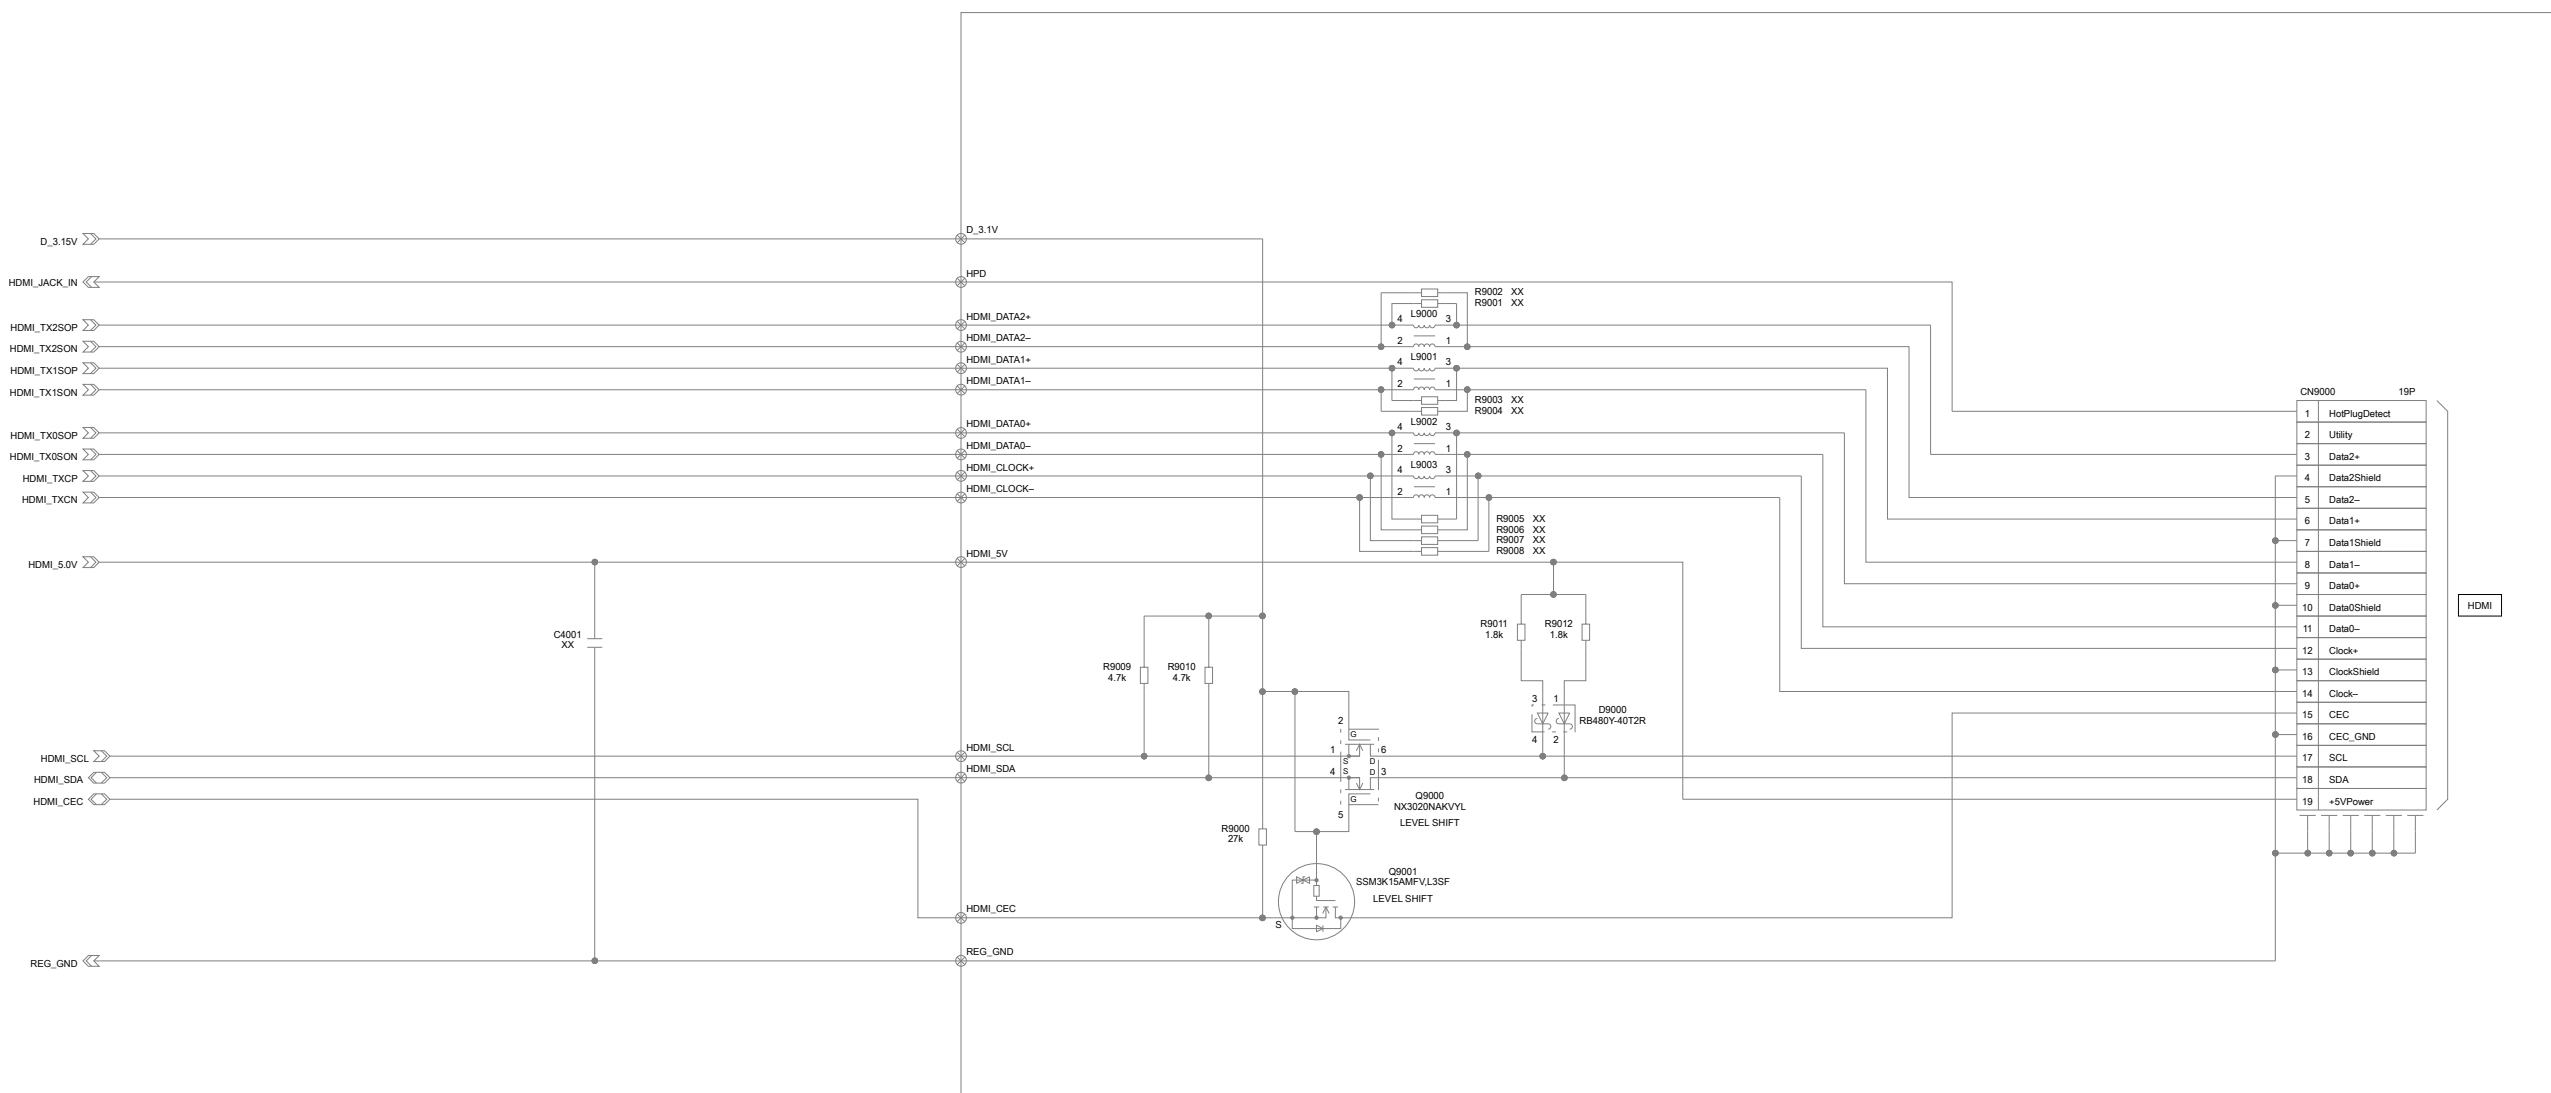 D_3.15V
D_3.1V
HDMI_JACK_IN
HPD
R9002 XX
R9001 XX
HDMI_TX2SOP
HDMI_DATA2+
4 L9000 3
HDMI_TX2SON
HDMI_DATA2–
2 1
HDMI_TX1SOP
HDMI_DATA1+
4 L9001 3
HDMI_TX1SON
HDMI_DATA1–
2 1
R9003 XX
R9004 XX
HDMI_TX0SOP
HDMI_DATA0+
4 L9002 3
HDMI_TX0SON
HDMI_DATA0–
2 1
HDMI_TXCP
HDMI_CLOCK+
4 L9003 3
HDMI_TXCN
HDMI_CLOCK–
2 1
R9005 XX
R9006 XX
R9007 XX
R9008 XX
HDMI_5.0V
HDMI_5V
C4001
XX
R9009
4.7k
R9010
4.7k
R9011
1.8k
R9012
1.8k
3 1
D9000
RB480Y-40T2R
4 2
HDMI_SCL
HDMI_SCL
HDMI_SDA
HDMI_SDA
HDMI_CEC
2
G
1 6
S D
S D
4 3
G
5
Q9000
NX3020NAKVYL
LEVEL SHIFT
R9000
27k
Q9001
SSM3K15AMFV,L3SF
LEVEL SHIFT
S
HDMI_CEC
REG_GND
REG_GND
CN9000 19P
1 HotPlugDetect
2 Utility
3 Data2+
4 Data2Shield
5 Data2–
6 Data1+
7 Data1Shield
8 Data1–
9 Data0+
10 Data0Shield
11 Data0–
12 Clock+
13 ClockShield
14 Clock–
15 CEC
16 CEC_GND
17 SCL
18 SDA
19 +5VPower
HDMI